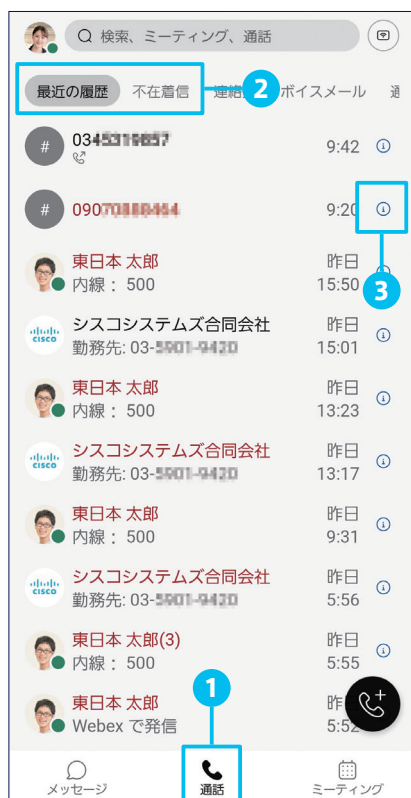 検索、ミーティング、通話
最近の履歴 不在着信 ボイスメール
2
# 03 9:42
# 090 9:20
3
東日本 太郎 昨日
内線： 500 15:50
CISCO シスコシステムズ合同会社 昨日
勤務先: 03- 15:01
東日本 太郎 昨日
内線： 500 13:23
CISCO シスコシステムズ合同会社 昨日
勤務先: 03- 13:17
東日本 太郎 昨日
内線： 500 9:31
CISCO シスコシステムズ合同会社 昨日
勤務先: 03- 5:56
東日本 太郎(3) 昨日
内線： 500 5:55
1
東日本 太郎
Webex で発信 5:52
メッセージ 通話 ミーティング